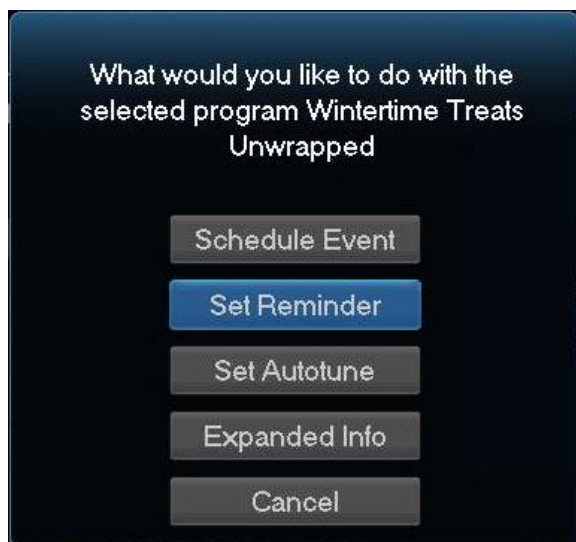 What would you like to do with the
selected program Wintertime Treats
Unwrapped
Schedule Event
Set Reminder
Set Autotune
Expanded Info
Cancel